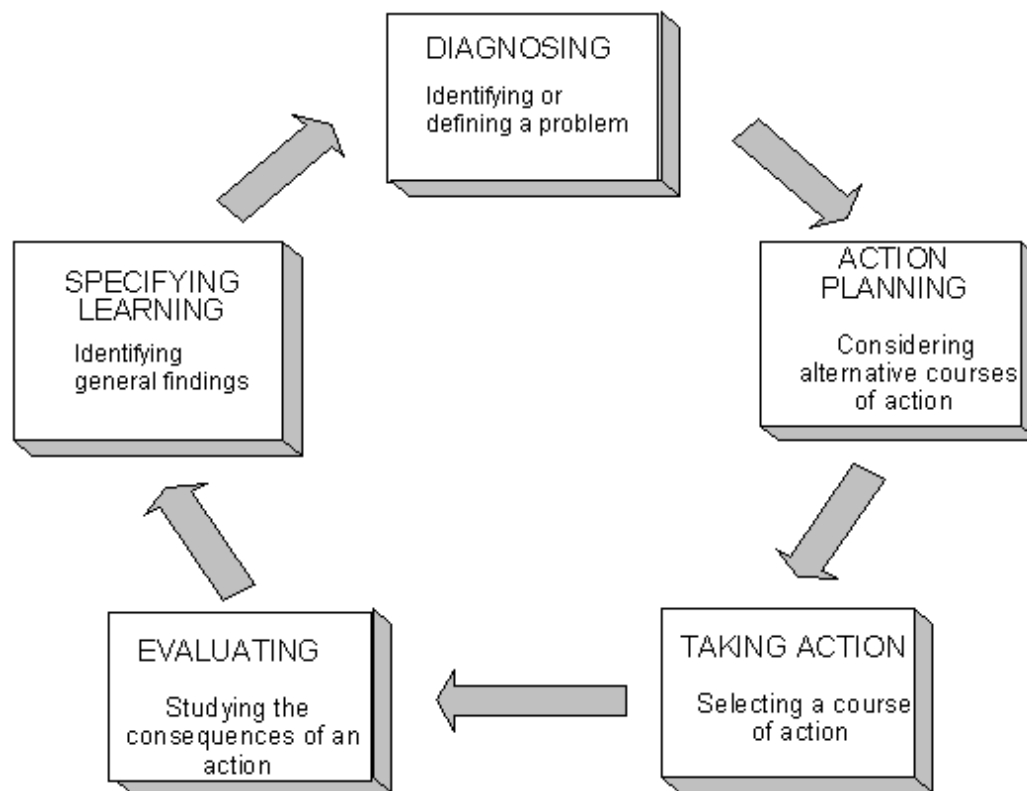 DIAGNOSING
Identifying or
defining a problem
ACTION
PLANNING
Considering
alternative courses
of action
TAKING ACTION
Selecting a course
of action
EVALUATING
Studying the
consequences of an
action
SPECIFYING
LEARNING
Identifying
general findings